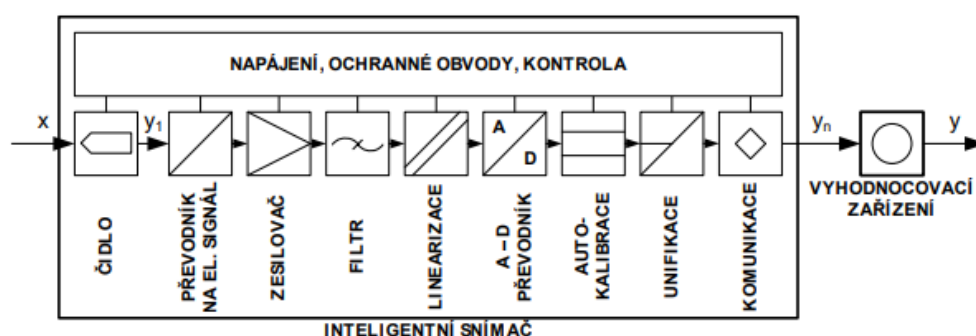 NAPÁJENÍ, OCHRANNÉ OBVODY, KONTROLA
x
y1
A
D
yn
y
ČIDLO
PŘEVODNÍK
NA EL. SIGNÁL
ZESILOVAČ
FILTR
LINEARIZACE
A – D
PŘEVODNÍK
AUTO-
KALIBRACE
UNIFIKACE
KOMUNIKACE
VYHODNOCOVACÍ
ZAŘÍZENÍ
INTELIGENTNÍ SNÍMAČ